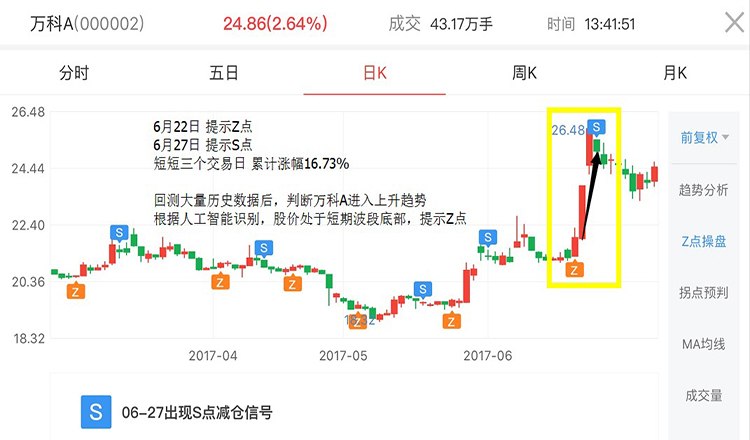 万科A(000002)
24.86(2.64%)
成交 43.17万手
时间 13:41:51
分时 五日 日K 周K 月K
26.48
24.44
22.40
20.36
18.32
6月22日 提示Z点
6月27日 提示S点
短短三个交易日 累计涨幅16.73%
回测大量历史数据后，判断万科A进入上升趋势
根据人工智能识别，股价处于短期波段底部，提示Z点
26.48
S
S
S
S
S
Z
Z
Z
Z
Z
Z
2017-04 2017-05 2017-06
前复权
趋势分析
Z点操盘
拐点预判
MA均线
成交量
S 06-27出现S点减仓信号